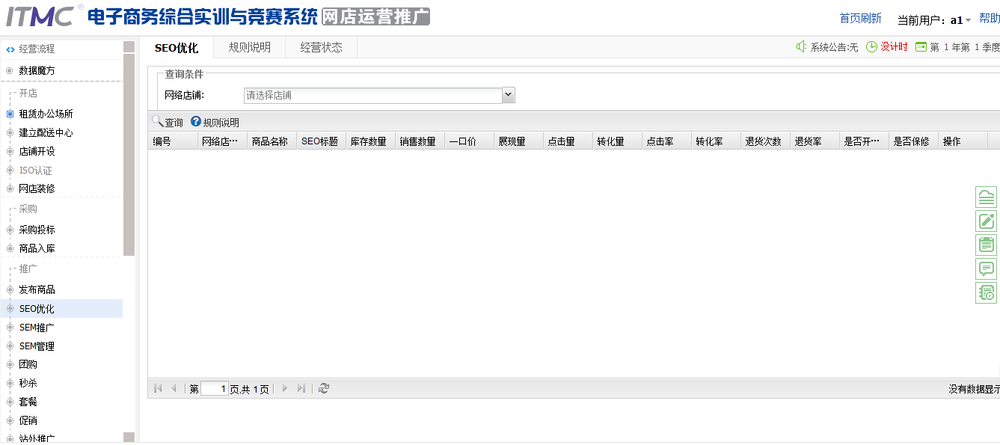 ITMC® 电子商务综合实训与竞赛系统 网店运营推广
首页刷新 当前用户：a1 帮助
经营流程
数据魔方
开店
租赁办公场所
建立配送中心
店铺开设
ISO认证
网店装修
采购
采购投标
商品入库
推广
发布商品
SEO优化
SEM推广
SEM管理
团购
秒杀
套餐
促销
站外推广
SEO优化 规则说明 经营状态
系统公告:无 设计时 第 1 年第 1 季度
查询条件
网络店铺: 请选择店铺
查询 规则说明
编号 网络店··· 商品名称 SEO标题 库存数量 销售数量 一口价 展现量 点击量 转化量 点击率 转化率 退货次数 退货率 是否开··· 是否保修 操作
第 1 页,共 1 页
没有数据显示